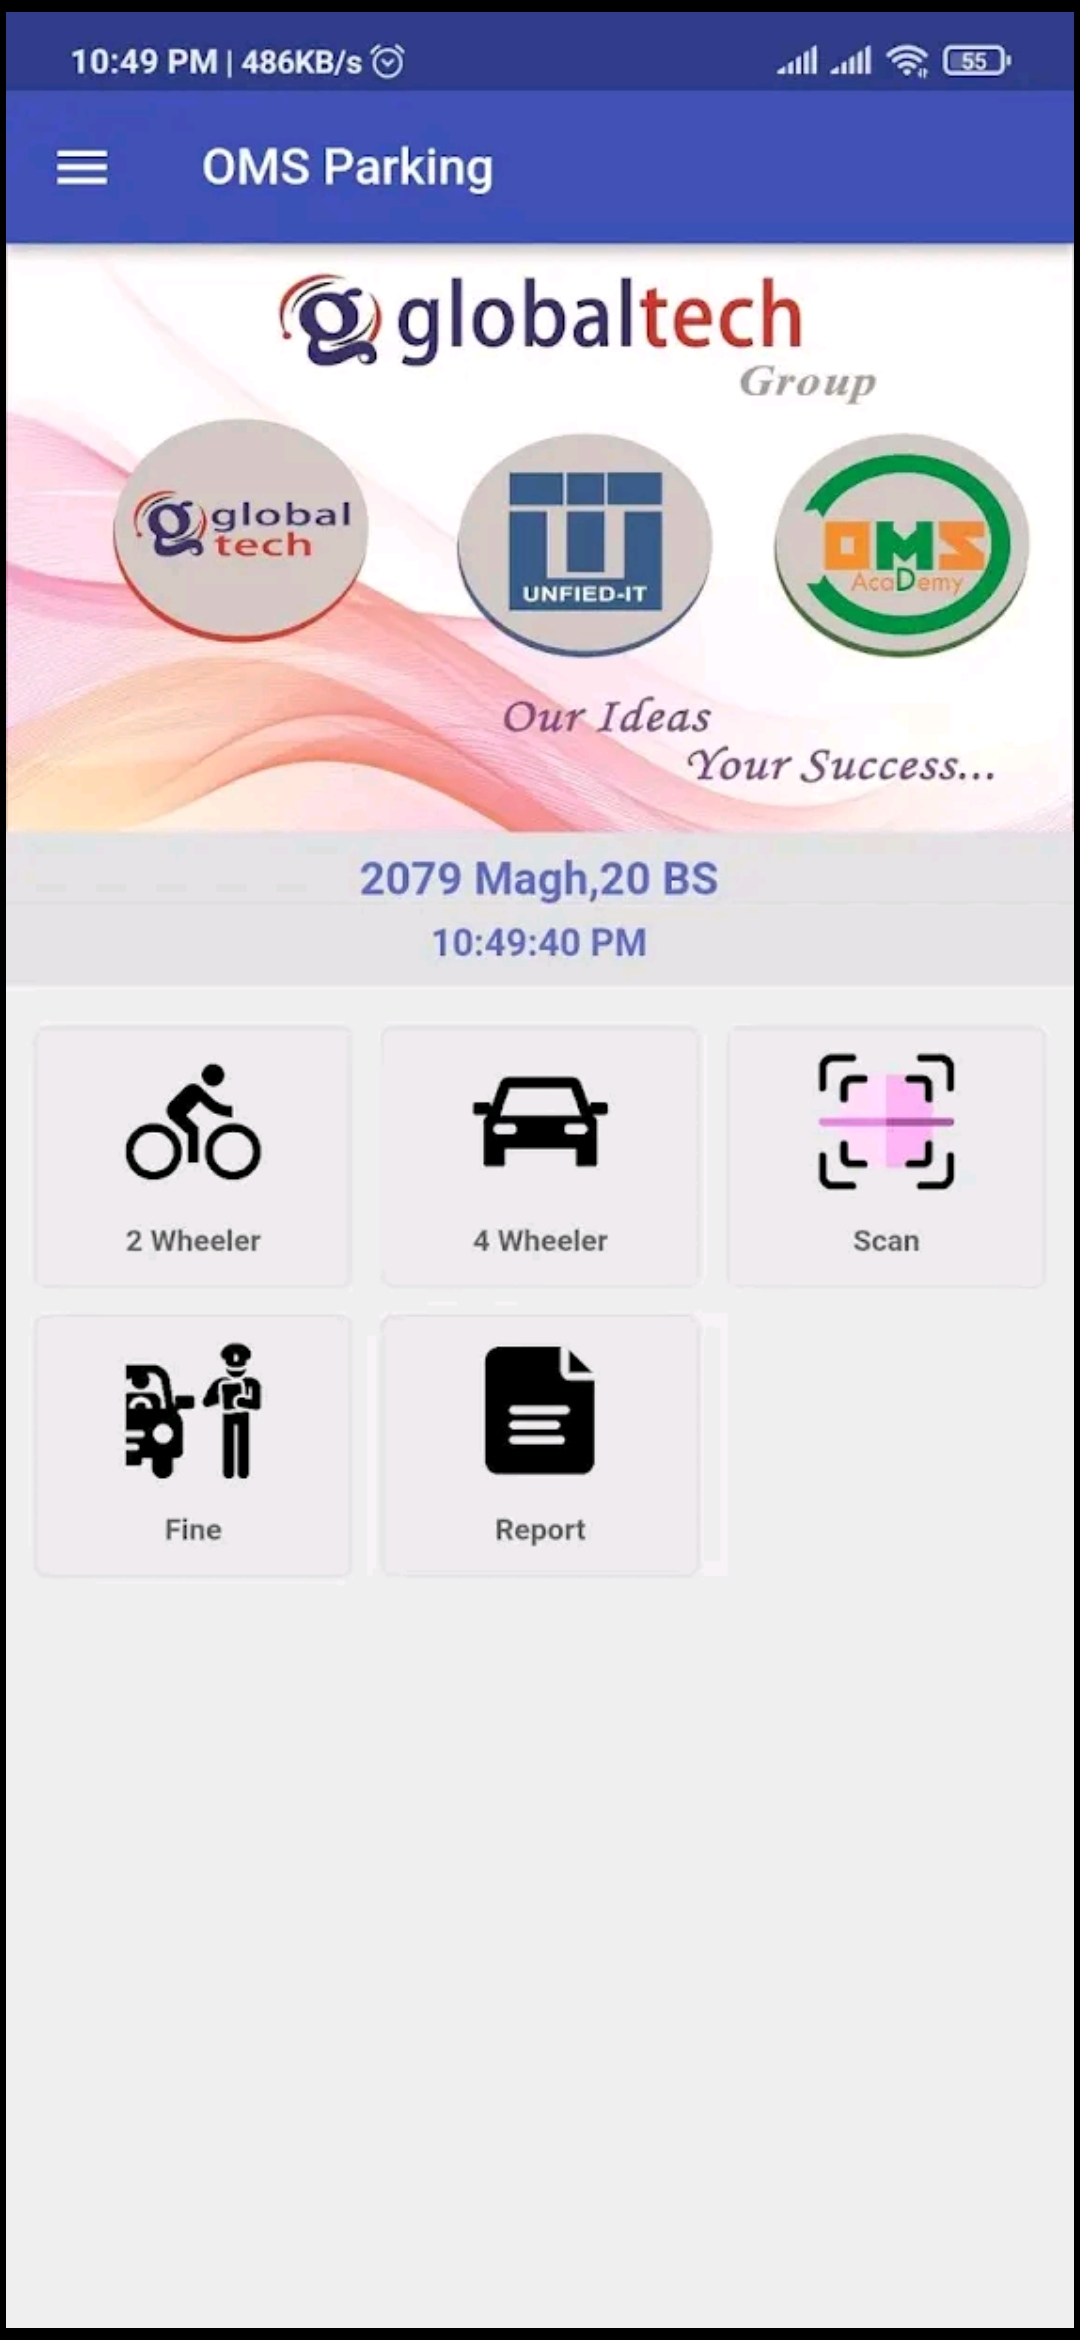 10:49 PM | 486KB/s
55
OMS Parking
globaltech
Group
global
tech
UNFIED-IT
OMS
AcaDemy
Our Ideas
Your Success...
2079 Magh,20 BS
10:49:40 PM
2 Wheeler
4 Wheeler
Scan
Fine
Report